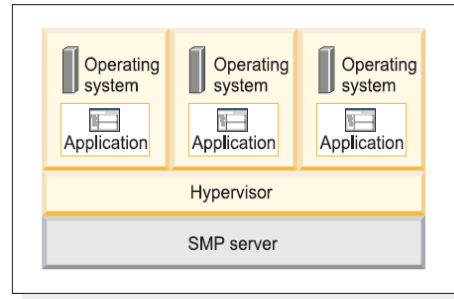 Operating
system
Application
Operating
system
Application
Operating
system
Application
Hypervisor
SMP server